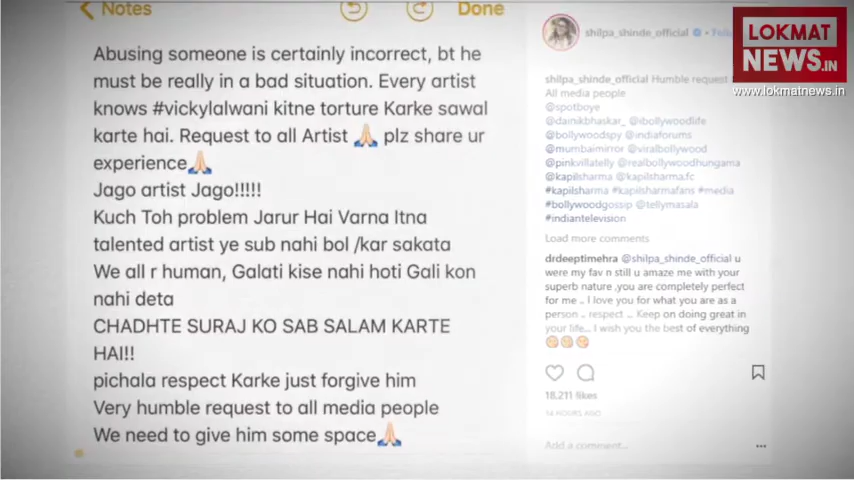 Notes
Done
Abusing someone is certainly incorrect, bt he
must be really in a bad situation. Every artist
knows #vickylalwani kitne torture Karke sawal
karte hai. Request to all Artist 🙏🏻 plz share ur
experience🙏🏻
Jago artist Jago!!!!!
Kuch Toh problem Jarur Hai Varna Itna
talented artist ye sub nahi bol /kar sakata
We all r human, Galati kise nahi hoti Gali kon
nahi deta
CHADHTE SURAJ KO SAB SALAM KARTE
HAI!!
pichala respect Karke just forgive him
Very humble request to all media people
We need to give him some space🙏🏻
shilpa_shinde_official
shilpa_shinde_official Humble request
All media people
@spotboye
@dainikbhaskar_ @ibollywoodlife
@bollywoodspy @indiaforums
@mumbaimirror @viralbollywood
@pinkvillatelly @realbollywoodhungama
@kapilsharma @kapilsharma.fc
#kapilsharma #kapilsharmafans #media
#bollywoodgossip @tellymasala
#indiantelevision
Load more comments
drdeeptimehra @shilpa_shinde_official u
were my fav n still u amaze me with your
superb nature ,you are completely perfect
for me .. I love you for what you are as a
person .. respect ... Keep on doing great in
your life... I wish you the best of everything
😘😘😘
18,211 likes
14 HOURS AGO
Add a comment...
LOKMAT
NEWS.IN
www.lokmatnews.in